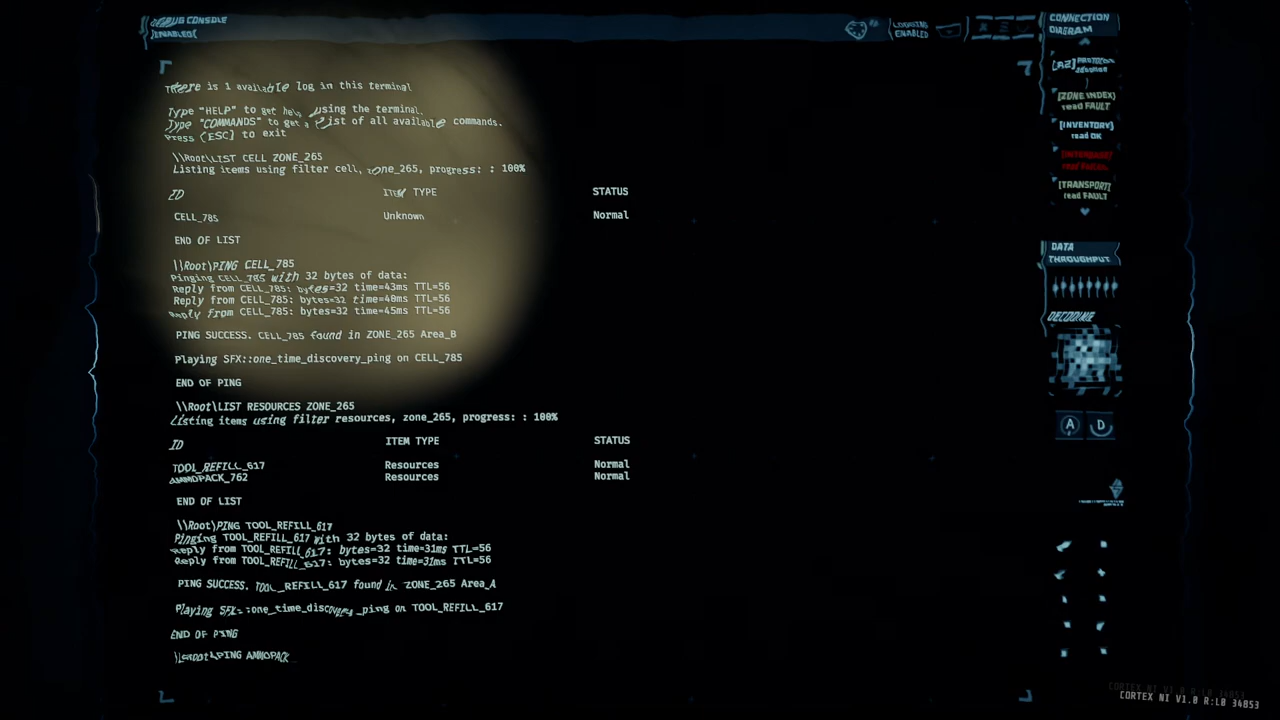 DEBUG CONSOLE
[ENABLED]
LOGGING
ENABLED
There is 1 available log in this terminal
Type "HELP" to get help using the terminal.
Type "COMMANDS" to get a list of all available commands.
Press [ESC] to exit
\\Root\LIST CELL ZONE_265
Listing items using filter cell, zone_265, progress: : 100%
ID ITEM TYPE STATUS
CELL_785 Unknown Normal
END OF LIST
\\Root\PING CELL_785
Pinging CELL_785 with 32 bytes of data:
Reply from CELL_785: bytes=32 time=43ms TTL=56
Reply from CELL_785: bytes=32 time=40ms TTL=56
Reply from CELL_785: bytes=32 time=45ms TTL=56
PING SUCCESS. CELL_785 found in ZONE_265 Area_B
Playing SFX::one_time_discovery_ping on CELL_785
END OF PING
\\Root\LIST RESOURCES ZONE_265
Listing items using filter resources, zone_265, progress: : 100%
ID ITEM TYPE STATUS
TOOL_REFILL_617 Resources Normal
AMMOPACK_762 Resources Normal
END OF LIST
\\Root\PING TOOL_REFILL_617
Pinging TOOL_REFILL_617 with 32 bytes of data:
Reply from TOOL_REFILL_617: bytes=32 time=31ms TTL=56
Reply from TOOL_REFILL_617: bytes=32 time=31ms TTL=56
PING SUCCESS. TOOL_REFILL_617 found in ZONE_265 Area_A
Playing SFX::one_time_discovery_ping on TOOL_REFILL_617
END OF PING
\\Root\PING AMMOPACK_
CONNECTION
DIAGRAM
PROTOCOL
[ZONE INDEX]
read FAULT
[INVENTORY]
read OK
[TRANSPORT]
read FAULT
DATA
THROUGHPUT
DECODING
A D
CORTEX NI V1.0 R:L0 34853